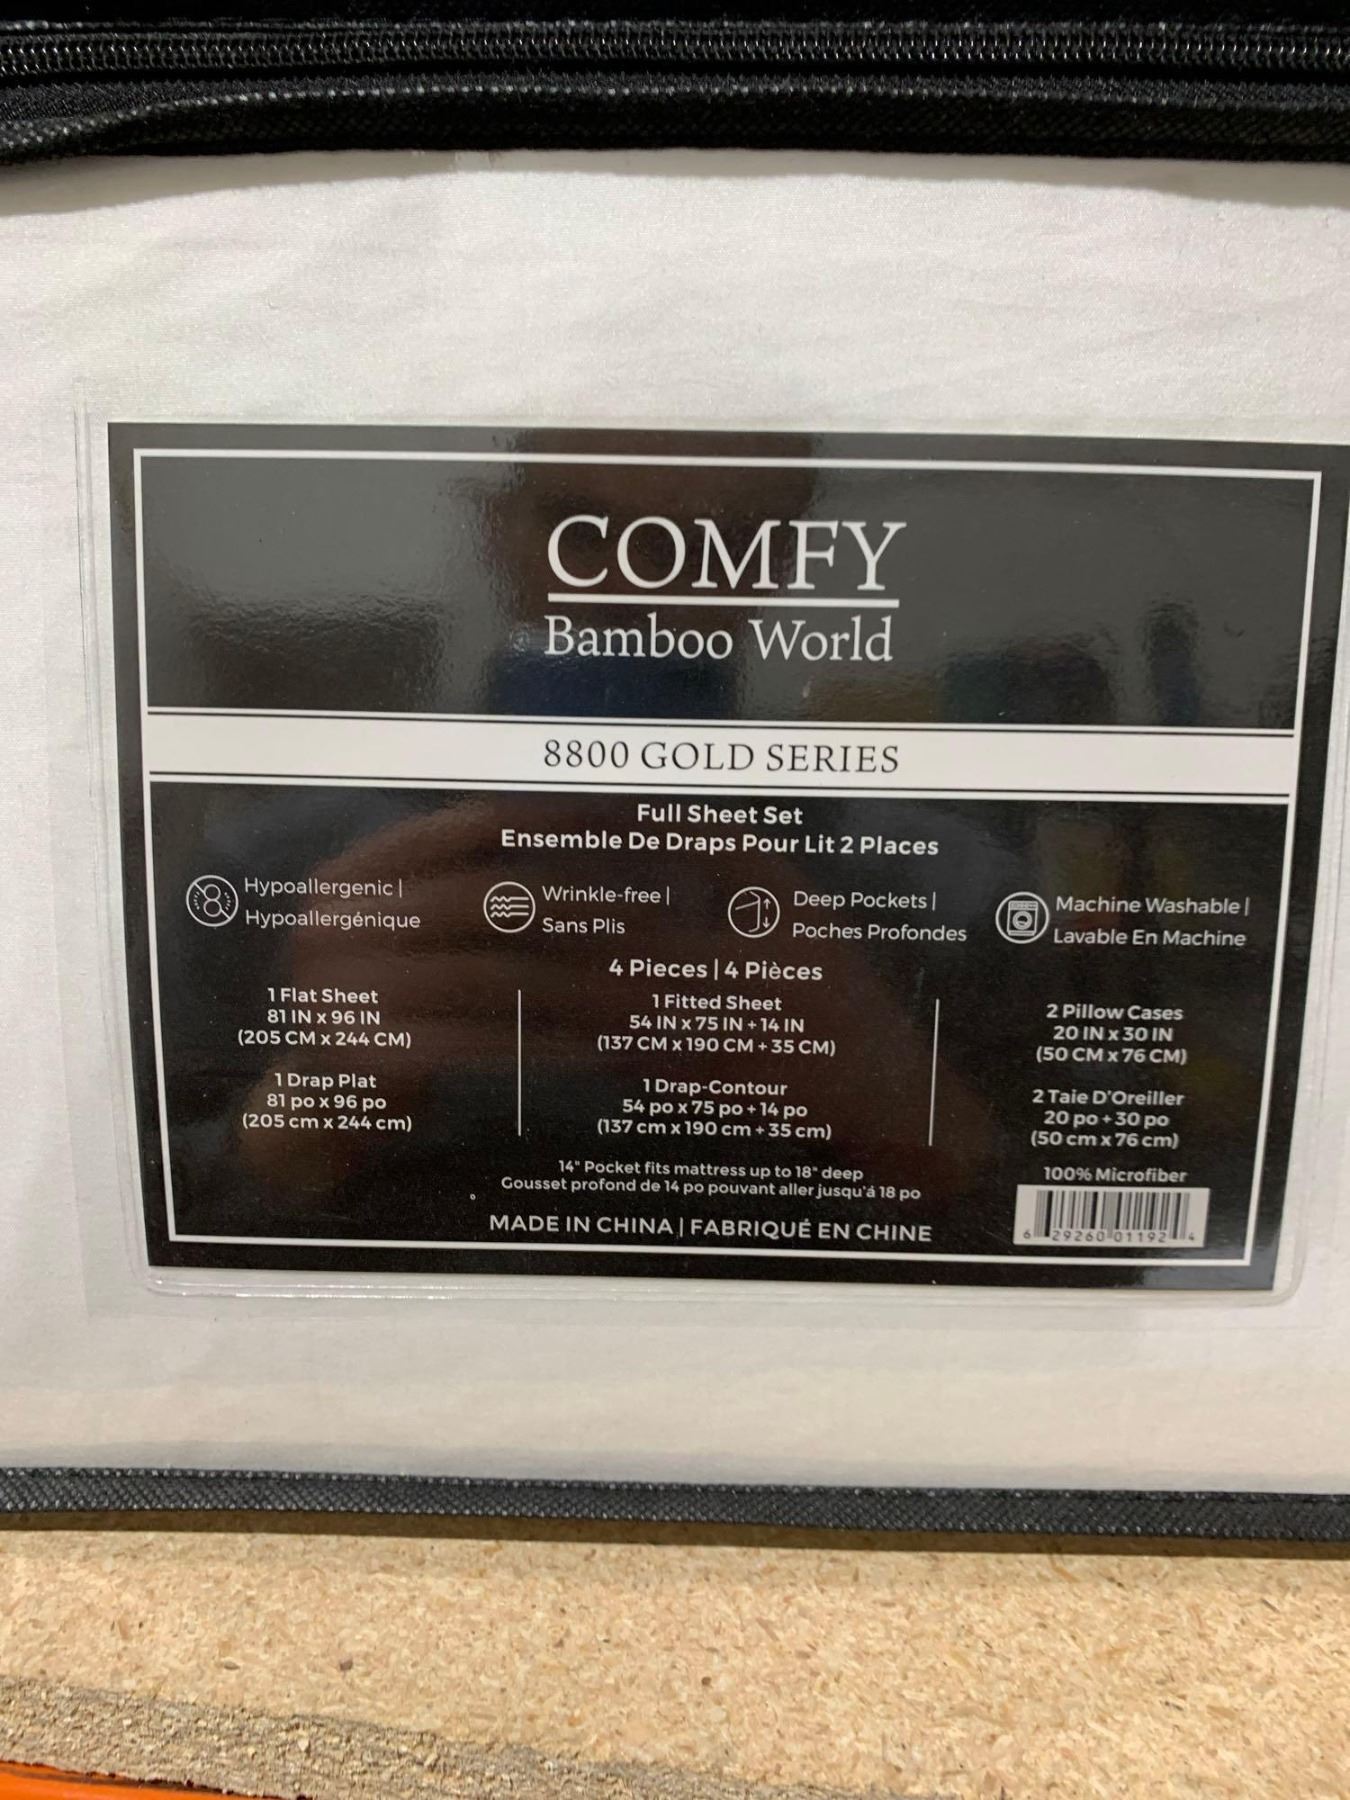 COMFY
Bamboo World
8800 GOLD SERIES
Full Sheet Set
Ensemble De Draps Pour Lit 2 Places
Hypoallergenic |
Hypoallergénique
Wrinkle-free |
Sans Plis
Deep Pockets |
Poches Profondes
Machine Washable |
Lavable En Machine
4 Pieces | 4 Pièces
1 Flat Sheet
81 IN x 96 IN
(205 CM x 244 CM)
1 Drap Plat
81 po x 96 po
(205 cm x 244 cm)
1 Fitted Sheet
54 IN x 75 IN + 14 IN
(137 CM x 190 CM + 35 CM)
1 Drap-Contour
54 po x 75 po + 14 po
(137 cm x 190 cm + 35 cm)
2 Pillow Cases
20 IN x 30 IN
(50 CM x 76 CM)
2 Taie D'Oreiller
20 po + 30 po
(50 cm x 76 cm)
14" Pocket fits mattress up to 18" deep
Gousset profond de 14 po pouvant aller jusqu'á 18 po
MADE IN CHINA | FABRIQUÉ EN CHINE
100% Microfiber
6 29260 01192 4